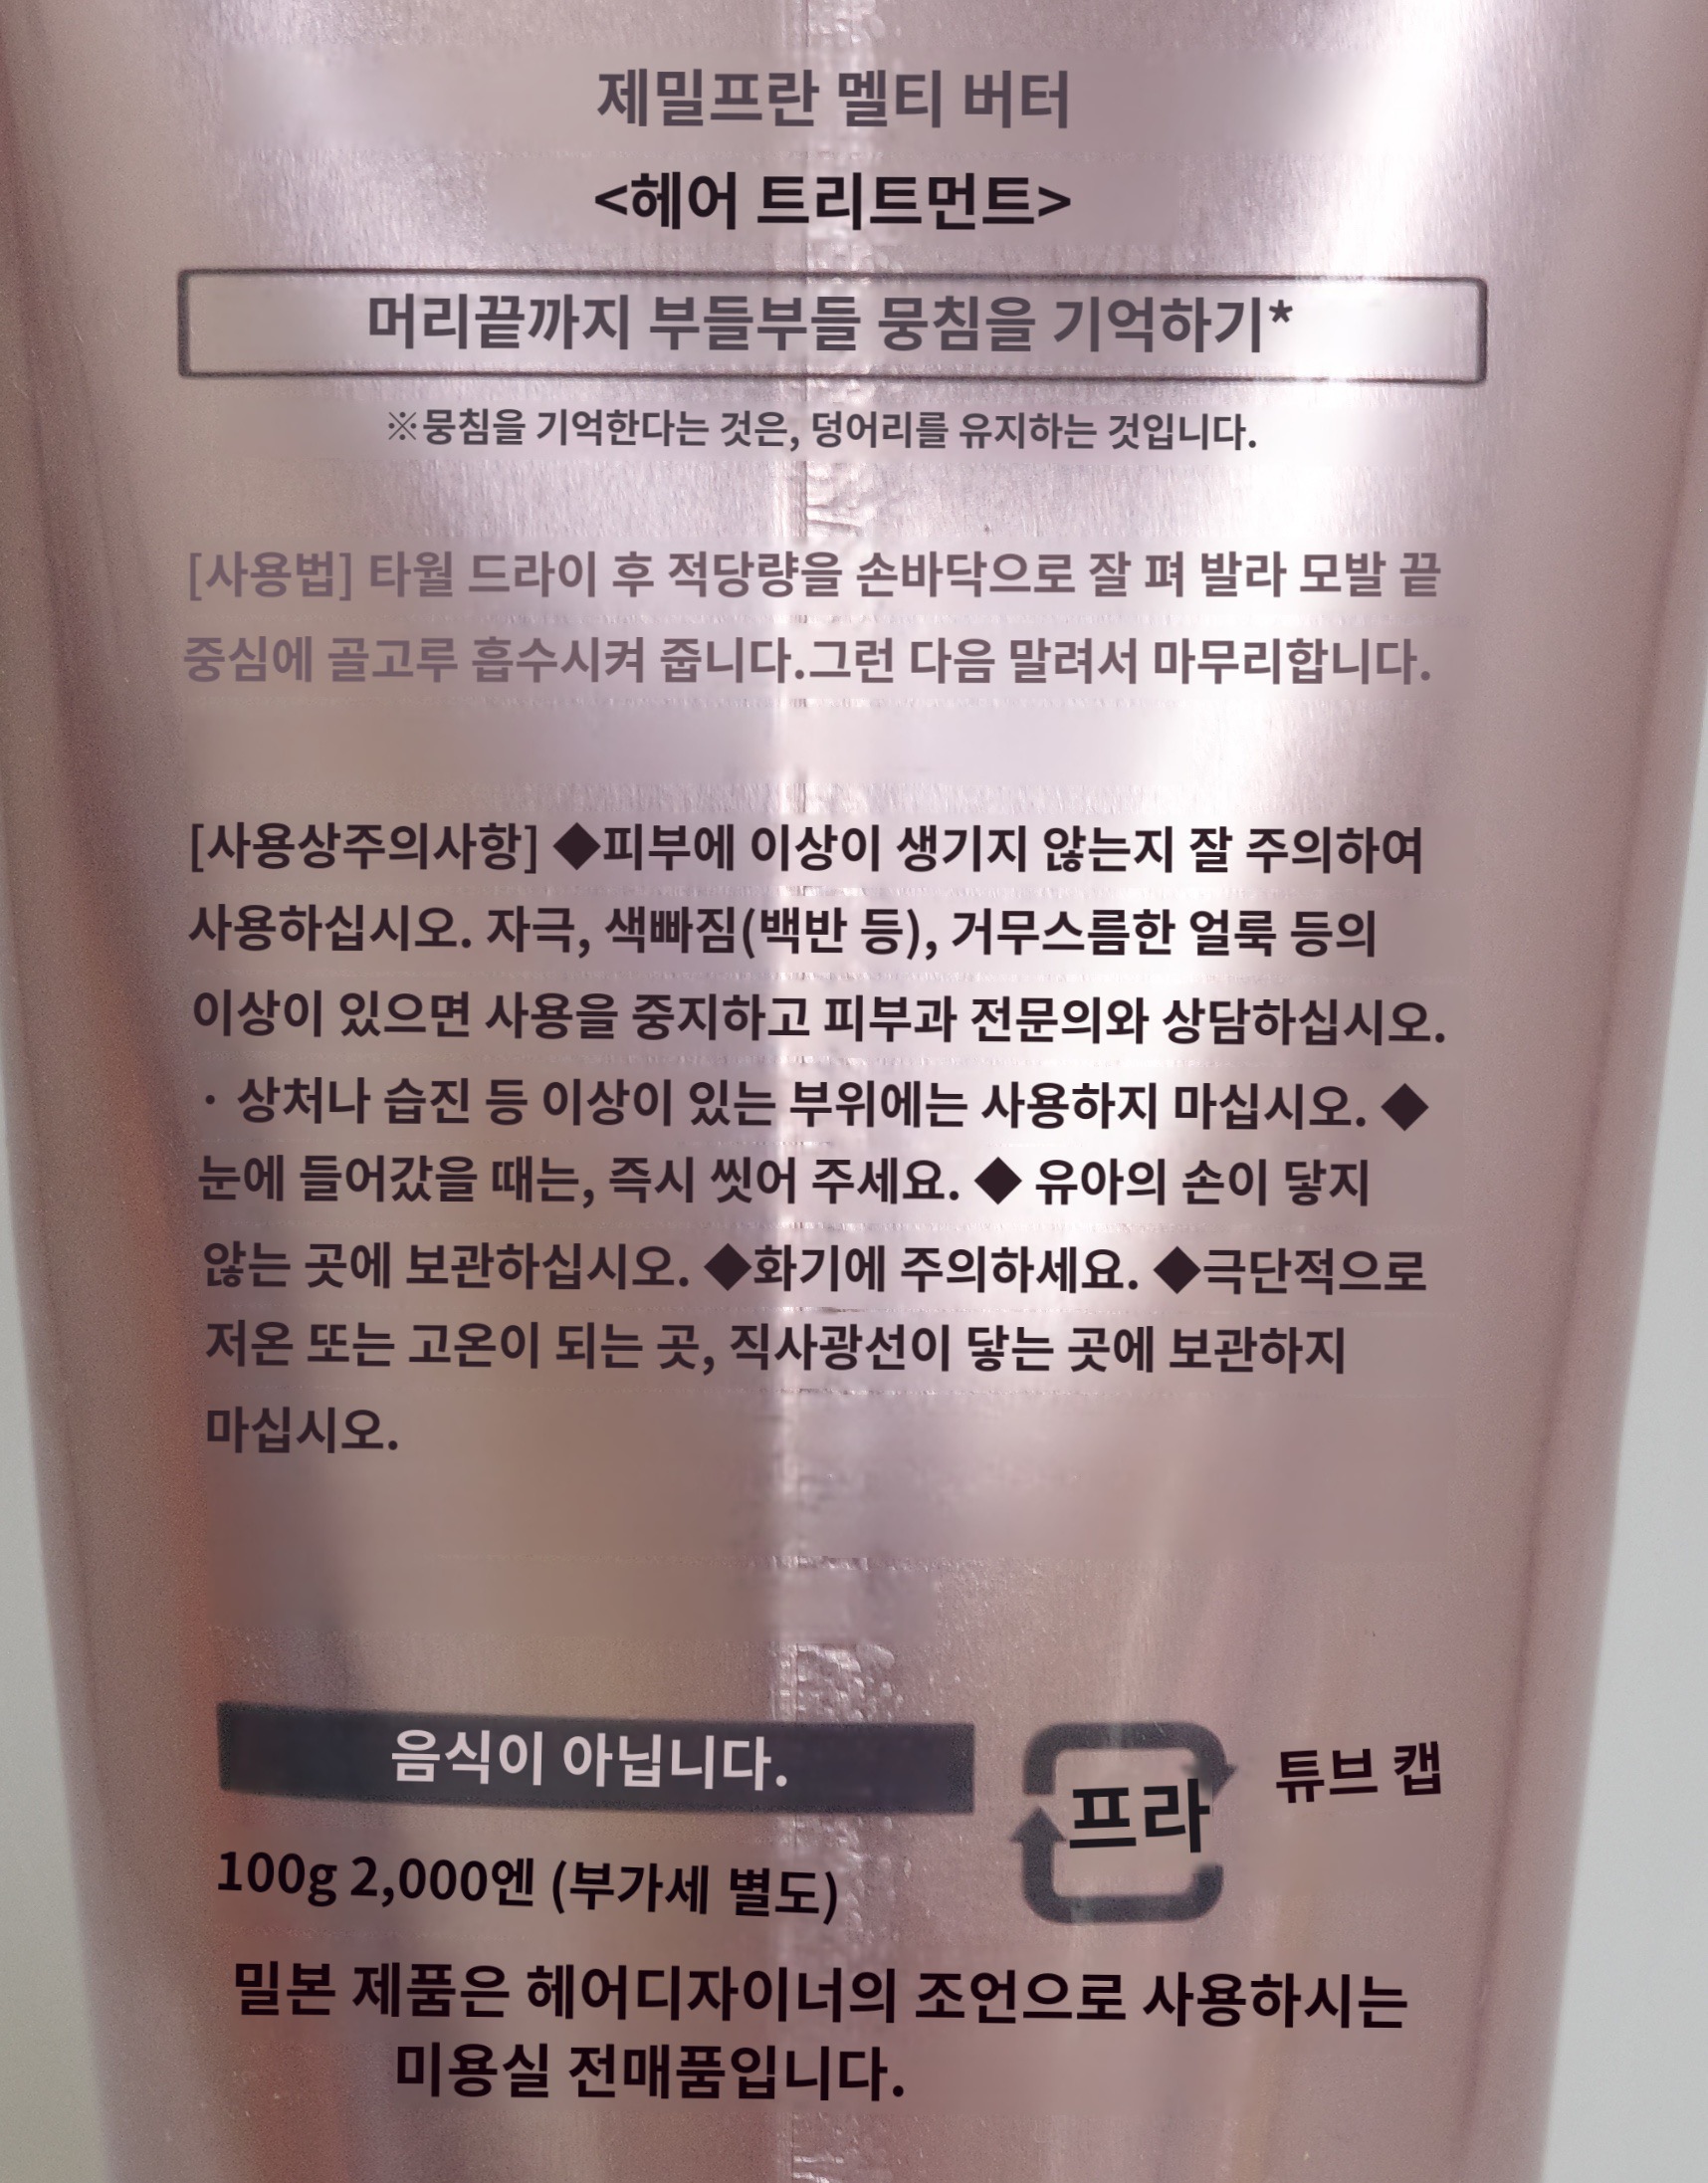 제밀프란 멜티 버터
<헤어 트리트먼트>
머리끝까지 부들부들 뭉침을 기억하기*
※뭉침을 기억한다는 것은, 덩어리를 유지하는 것입니다.
[사용법] 타월 드라이 후 적당량을 손바닥으로 잘 펴 발라 모발 끝
중심에 골고루 흡수시켜 줍니다.그런 다음 말려서 마무리합니다.
[사용상주의사항] ◆피부에 이상이 생기지 않는지 잘 주의하여
사용하십시오. 자극, 색빠짐(백반 등), 거무스름한 얼룩 등의
이상이 있으면 사용을 중지하고 피부과 전문의와 상담하십시오.
· 상처나 습진 등 이상이 있는 부위에는 사용하지 마십시오. ◆
눈에 들어갔을 때는, 즉시 씻어 주세요. ◆ 유아의 손이 닿지
않는 곳에 보관하십시오. ◆화기에 주의하세요. ◆극단적으로
저온 또는 고온이 되는 곳, 직사광선이 닿는 곳에 보관하지
마십시오.
음식이 아닙니다.
프라
튜브 캡
100g 2,000엔 (부가세 별도)
밀본 제품은 헤어디자이너의 조언으로 사용하시는
미용실 전매품입니다.